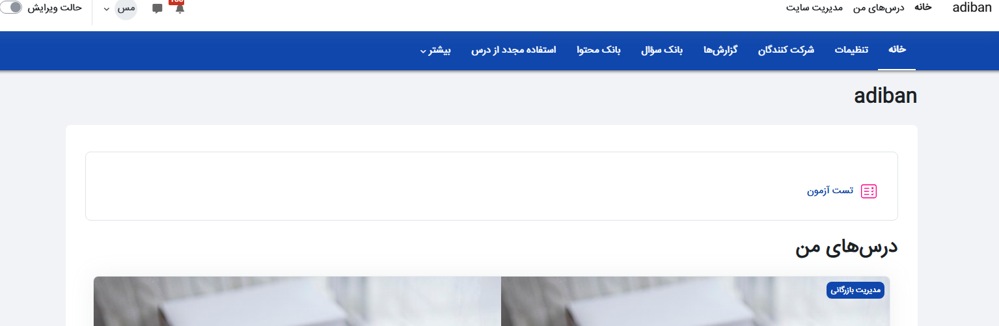 adiban خانه درس‌های من مدیریت سایت مس حالت ویرایش
خانه تنظیمات شرکت کنندگان گزارش‌ها بانک سؤال بانک محتوا استفاده مجدد از درس بیشتر
adiban
تست آزمون
درس‌های من
مدیریت بازرگانی